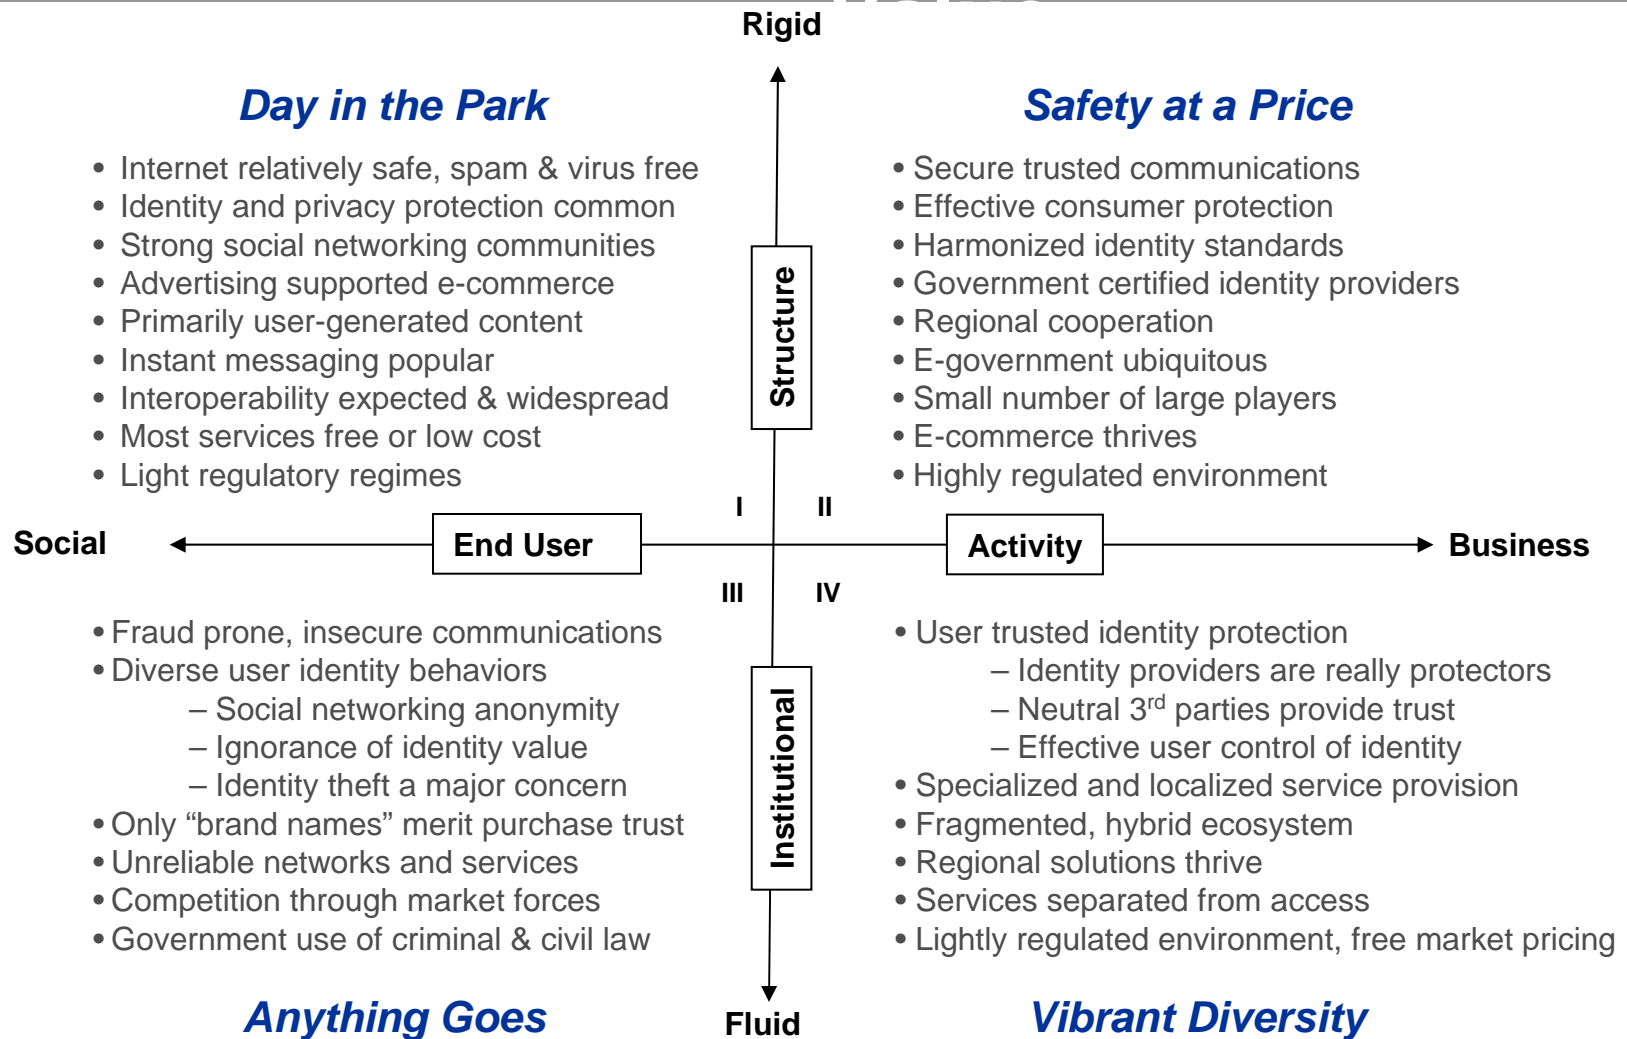 Rigid
Day in the Park
• Internet relatively safe, spam & virus free
• Identity and privacy protection common
• Strong social networking communities
• Advertising supported e-commerce
• Primarily user-generated content
• Instant messaging popular
• Interoperability expected & widespread
• Most services free or low cost
• Light regulatory regimes
Safety at a Price
• Secure trusted communications
• Effective consumer protection
• Harmonized identity standards
• Government certified identity providers
• Regional cooperation
• E-government ubiquitous
• Small number of large players
• E-commerce thrives
• Highly regulated environment
Structure
I II
Social
End User
Activity
Business
III IV
Institutional
• Fraud prone, insecure communications
• Diverse user identity behaviors
– Social networking anonymity
– Ignorance of identity value
– Identity theft a major concern
• Only “brand names” merit purchase trust
• Unreliable networks and services
• Competition through market forces
• Government use of criminal & civil law
Anything Goes
• User trusted identity protection
– Identity providers are really protectors
– Neutral 3rd parties provide trust
– Effective user control of identity
• Specialized and localized service provision
• Fragmented, hybrid ecosystem
• Regional solutions thrive
• Services separated from access
• Lightly regulated environment, free market pricing
Vibrant Diversity
Fluid